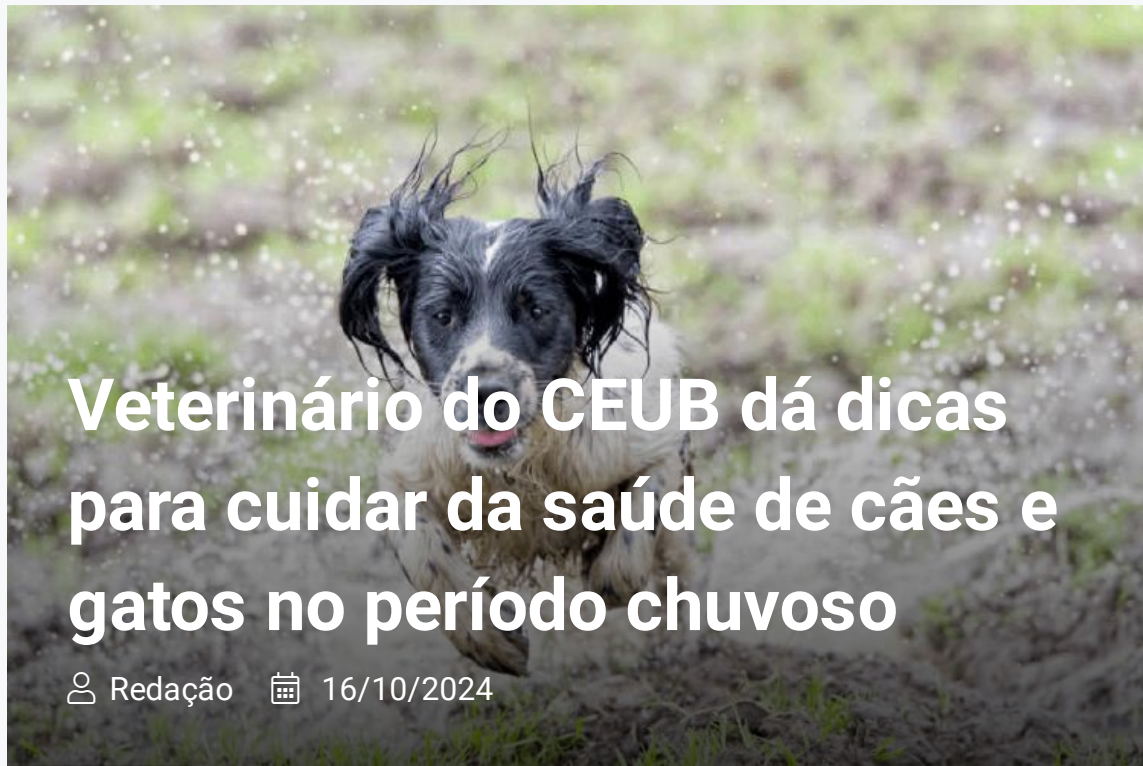 Veterinário do CEUB dá dicas
para cuidar da saúde de cães e
gatos no período chuvoso
Redação 16/10/2024